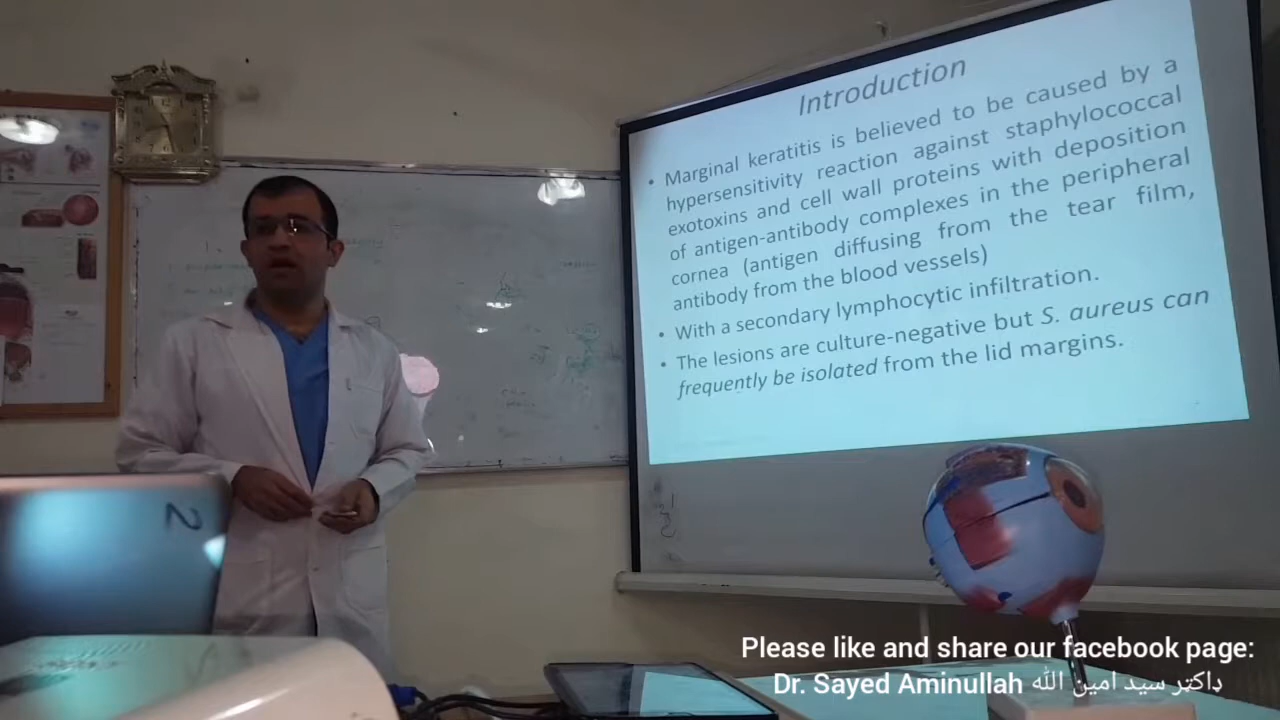 Introduction
• Marginal keratitis is believed to be caused by a
hypersensitivity reaction against staphylococcal
exotoxins and cell wall proteins with deposition
of antigen-antibody complexes in the peripheral
cornea (antigen diffusing from the tear film,
antibody from the blood vessels)
• With a secondary lymphocytic infiltration.
• The lesions are culture-negative but S. aureus can
frequently be isolated from the lid margins.
2
Please like and share our facebook page:
Dr. Sayed Aminullah ډاکټر سید امین الله